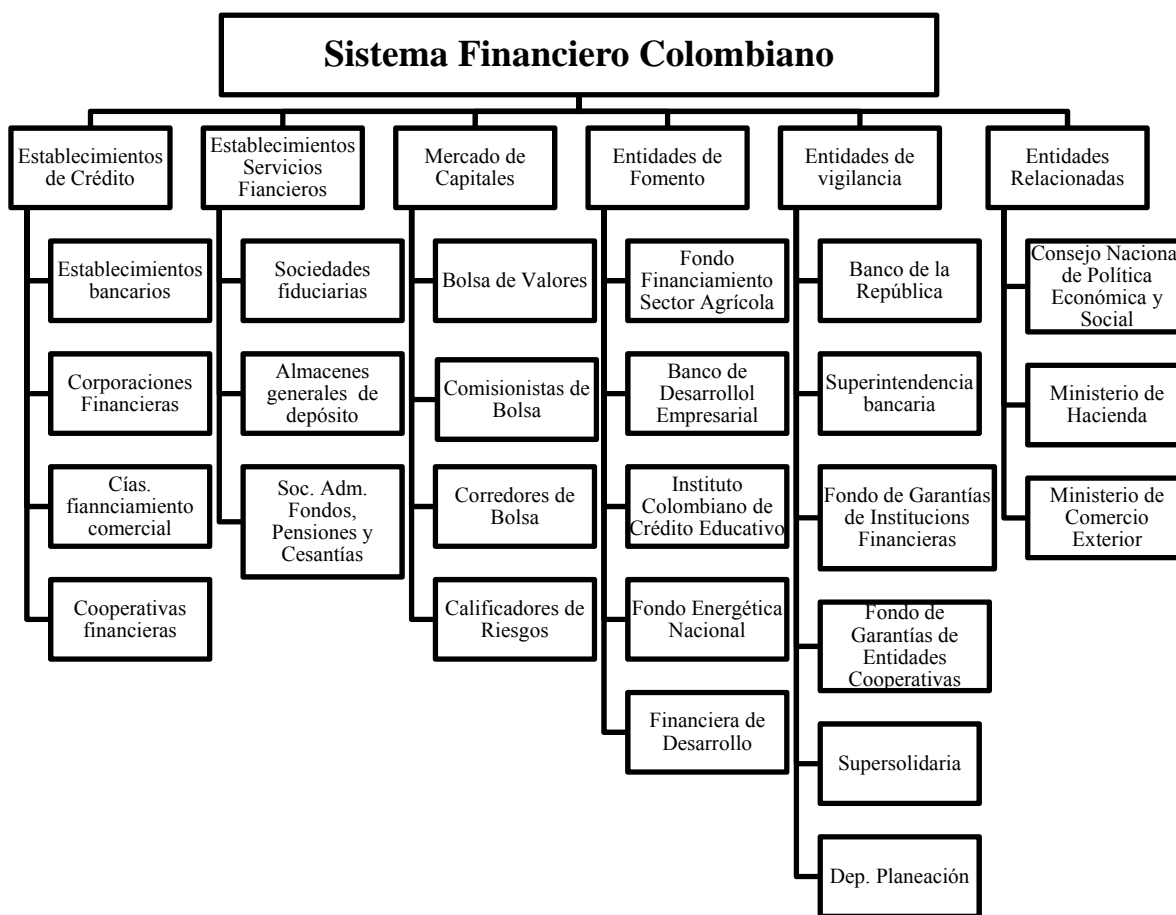 Sistema Financiero Colombiano
Establecimientos
de Crédito
Establecimientos
bancarios
Corporaciones
Financieras
Cías.
fiannciamiento
comercial
Cooperativas
financieras
Establecimientos
Servicios
Fiancieros
Sociedades
fiduciarias
Almacenes
generales de
depósito
Soc. Adm.
Fondos,
Pensiones y
Cesantías
Mercado de
Capitales
Bolsa de Valores
Comisionistas de
Bolsa
Corredores de
Bolsa
Calificadores de
Riesgos
Entidades de
Fomento
Fondo
Financiamiento
Sector Agrícola
Banco de
Desarrollol
Empresarial
Instituto
Colombiano de
Crédito Educativo
Fondo Energética
Nacional
Financiera de
Desarrollo
Entidades de
vigilancia
Banco de la
República
Superintendencia
bancaria
Fondo de Garantías
de Institucions
Financieras
Fondo de
Garantías de
Entidades
Cooperativas
Supersolidaria
Dep. Planeación
Entidades
Relacionadas
Consejo Naciona
de Política
Económica y
Social
Ministerio de
Hacienda
Ministerio de
Comercio
Exterior